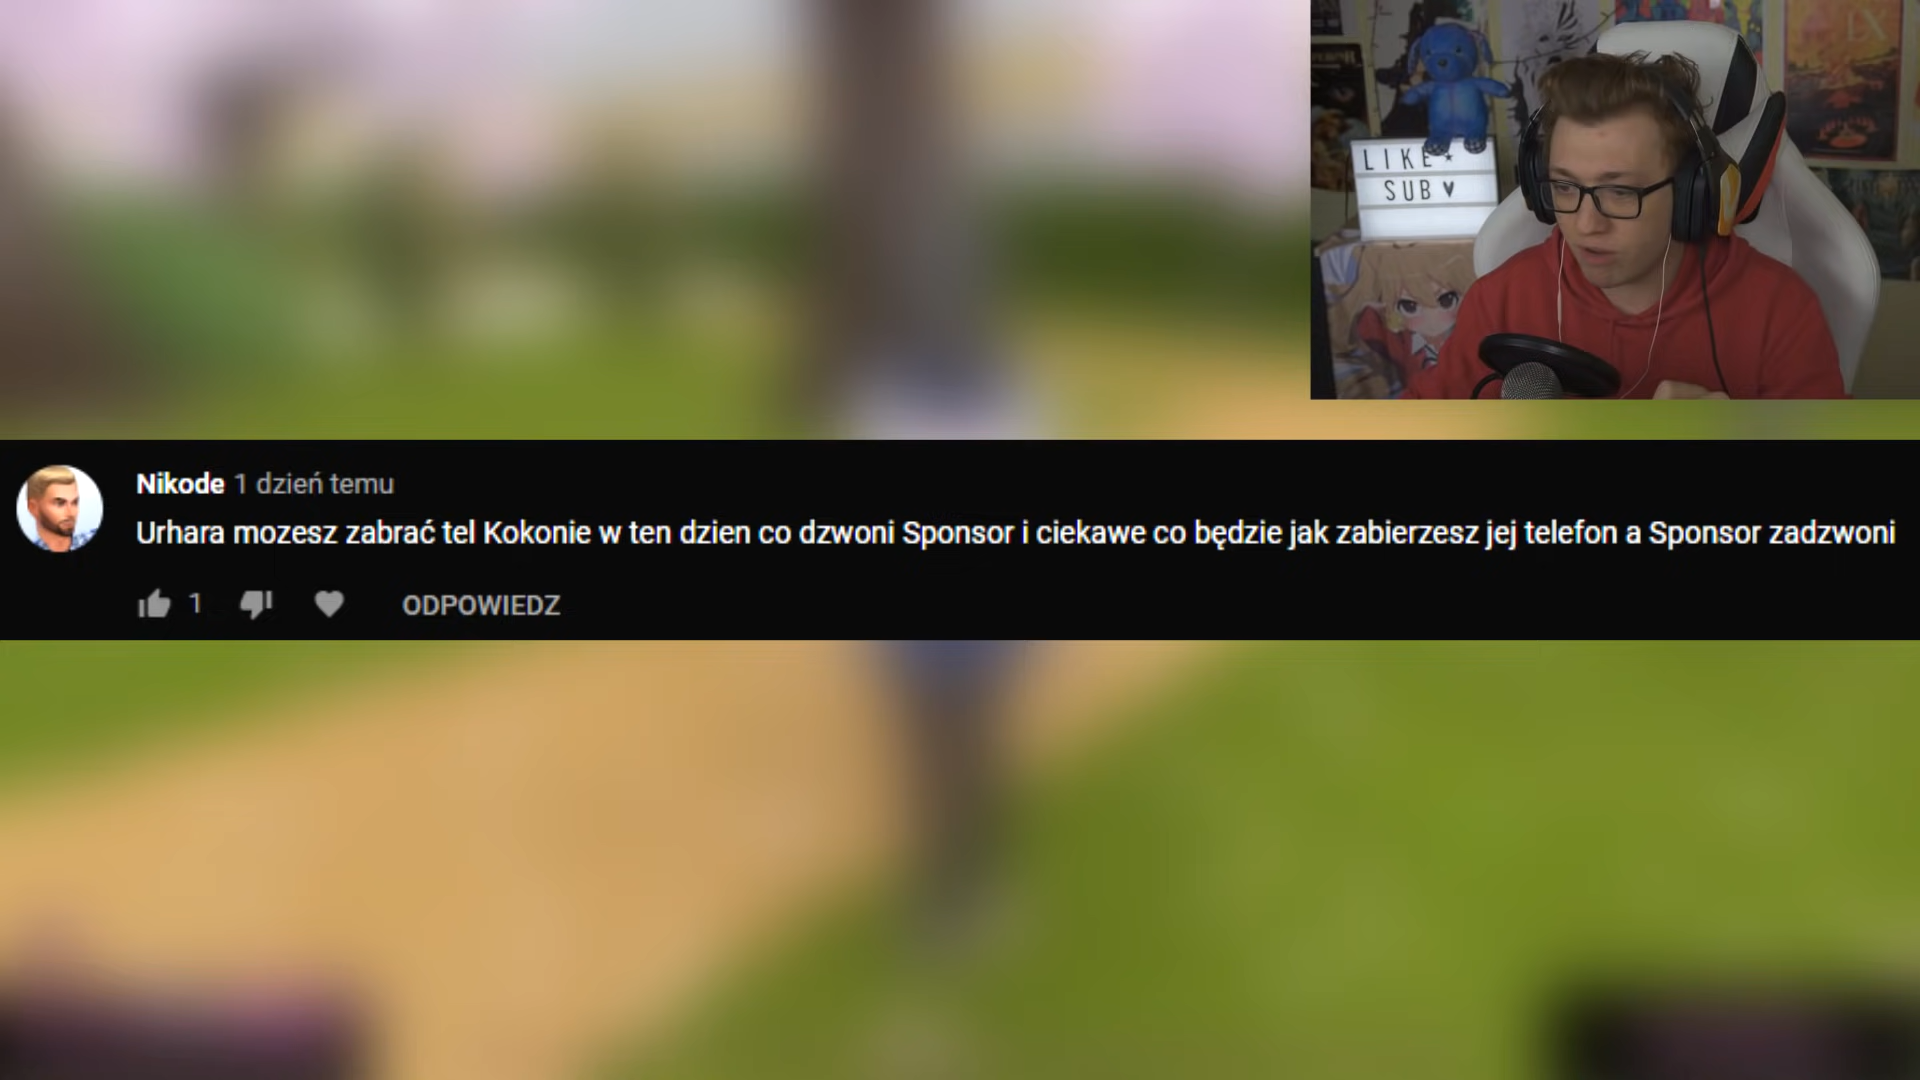 LIKE★
SUB♥
LX
Nikode 1 dzień temu
Urhara mozesz zabrać tel Kokonie w ten dzien co dzwoni Sponsor i ciekawe co będzie jak zabierzesz jej telefon a Sponsor zadzwoni
1
ODPOWIEDZ